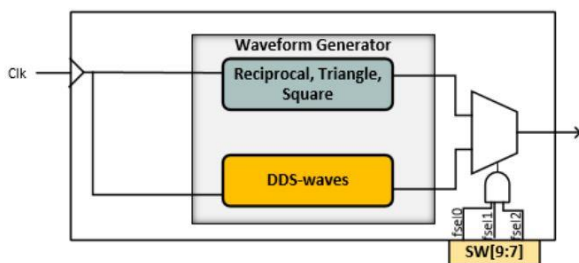 Waveform Generator
Clk
Reciprocal, Triangle,
Square
DDS-waves
fsel0
fsel1
fsel2
SW[9:7]